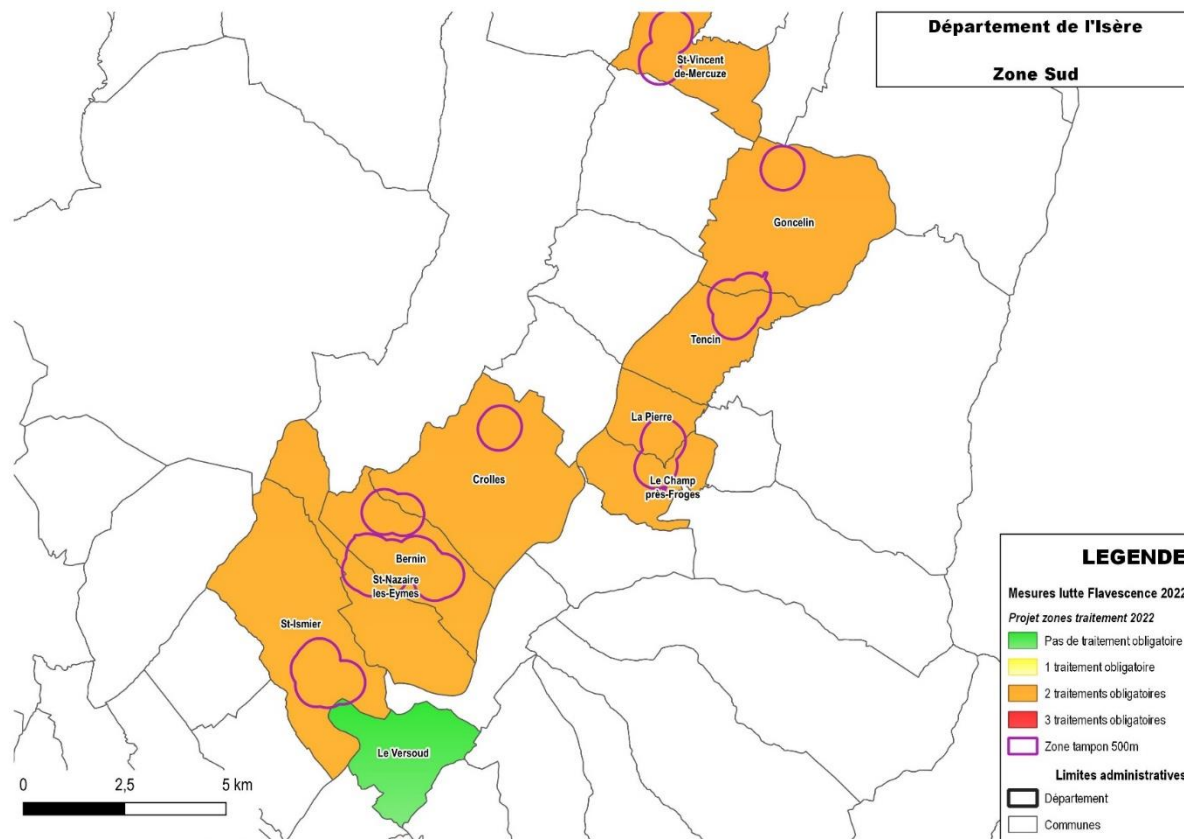 Département de l'Isère
Zone Sud
St-Vincent
de-Mercuze
Goncelin
Tencin
La Pierre
Le Champ
près-Froges
Crolles
Bernin
St-Nazaire
les-Eymes
St-Ismier
Le Versoud
0
2,5
5 km
LEGENDE
Mesures lutte Flavescence 2022
Projet zones traitement 2022
Pas de traitement obligatoire
1 traitement obligatoire
2 traitements obligatoires
3 traitements obligatoires
Zone tampon 500m
Limites administratives
Département
Communes